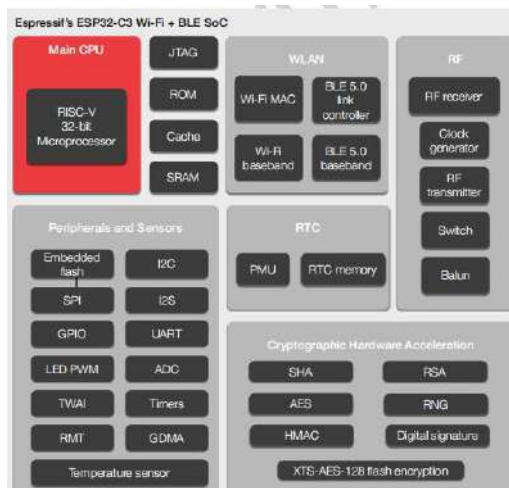 Espressif's ESP32-C3 Wi-Fi + BLE SoC
Main CPU
RISC-V
32-bit
Microprocessor
JTAG
ROM
Cache
SRAM
WLAN
Wi-Fi MAC
BLE 5.0
link
controller
Wi-Fi
baseband
BLE 5.0
baseband
RF
RF receiver
Clock
generator
RF
transmitter
Switch
Balun
Peripherals and Sensors
Embedded
flash
I2C
SPI
I2S
GPIO
UART
LED PWM
ADC
TWAI
Timers
RMT
GDMA
Temperature sensor
RTC
PMU
RTC memory
Cryptographic Hardware Acceleration
SHA
RSA
AES
RNG
HMAC
Digital signature
XTS-AES-128 flash encryption